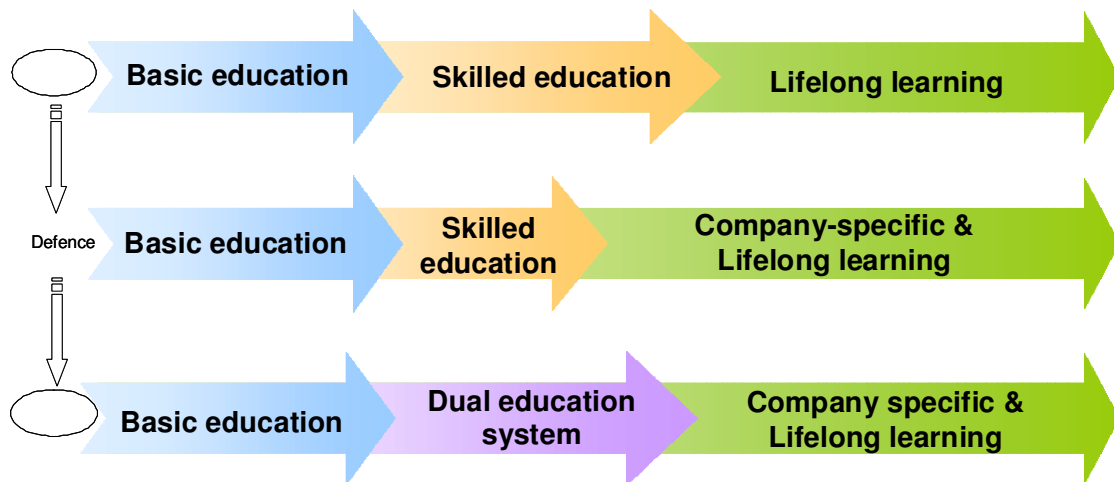 Basic education
Skilled education
Lifelong learning
Defence
Basic education
Skilled
education
Company-specific &
Lifelong learning
Basic education
Dual education
system
Company specific &
Lifelong learning